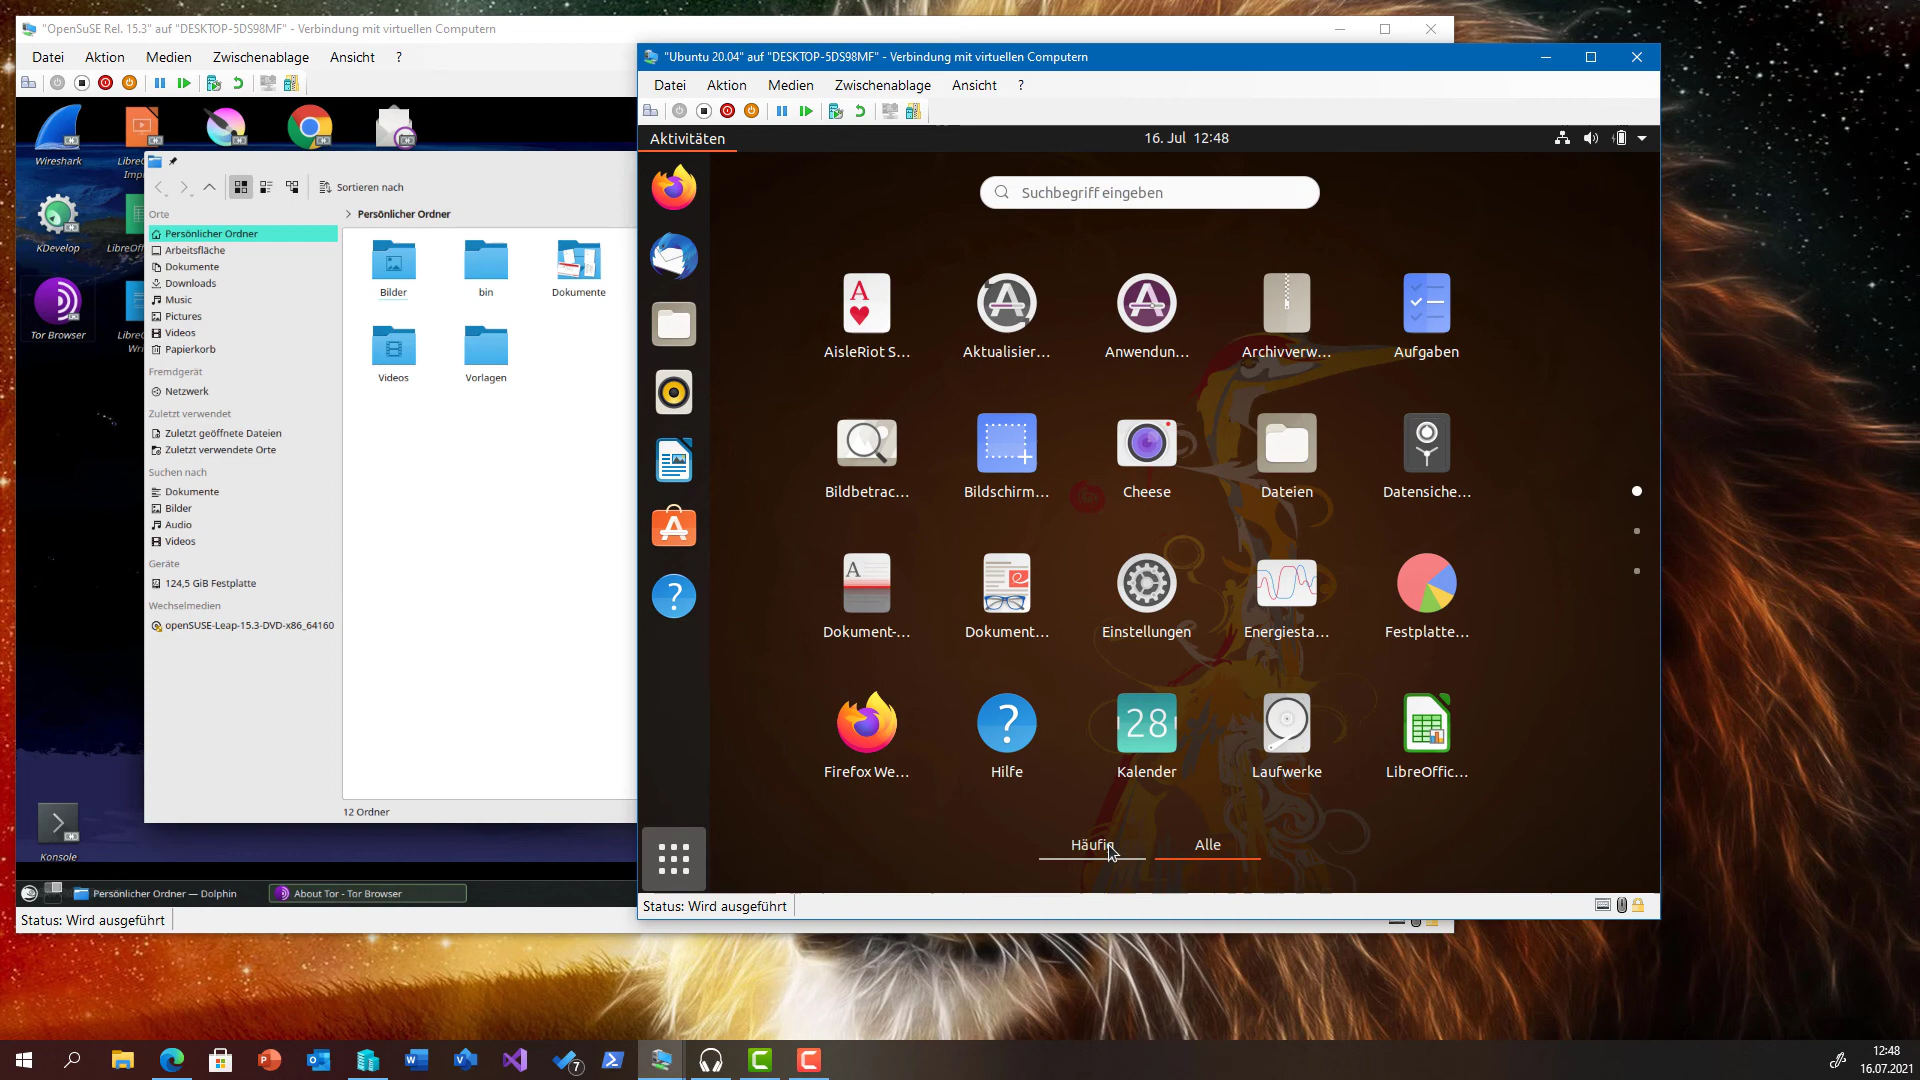 "OpenSuSE Rel. 15.3" auf "DESKTOP-5DS98MF" - Verbindung mit virtuellen Computern
Datei Aktion Medien Zwischenablage Ansicht ?
Wireshark
KDevelop
Tor Browser
Konsole
Sortieren nach
Orte
Persönlicher Ordner
Arbeitsfläche
Dokumente
Downloads
Music
Pictures
Videos
Papierkorb
Fremdgerät
Netzwerk
Zuletzt verwendet
Zuletzt geöffnete Dateien
Zuletzt verwendete Orte
Suchen nach
Dokumente
Bilder
Audio
Videos
Geräte
124,5 GiB Festplatte
Wechselmedien
openSUSE-Leap-15.3-DVD-x86_64160
Persönlicher Ordner
Bilder bin Dokumente
Videos Vorlagen
12 Ordner
Persönlicher Ordner — Dolphin
About Tor - Tor Browser
Status: Wird ausgeführt
"Ubuntu 20.04" auf "DESKTOP-5DS98MF" - Verbindung mit virtuellen Computern
Datei Aktion Medien Zwischenablage Ansicht ?
Aktivitäten 16. Jul 12:48
Suchbegriff eingeben
AisleRiot S... Aktualisier... Anwendun... Archivverw... Aufgaben
Bildbetrac... Bildschirm... Cheese Dateien Datensiche...
Dokument-... Dokument... Einstellungen Energiesta... Festplatte...
28
Firefox We... Hilfe Kalender Laufwerke LibreOffic...
Häufig Alle
Status: Wird ausgeführt
7
12:48
16.07.2021